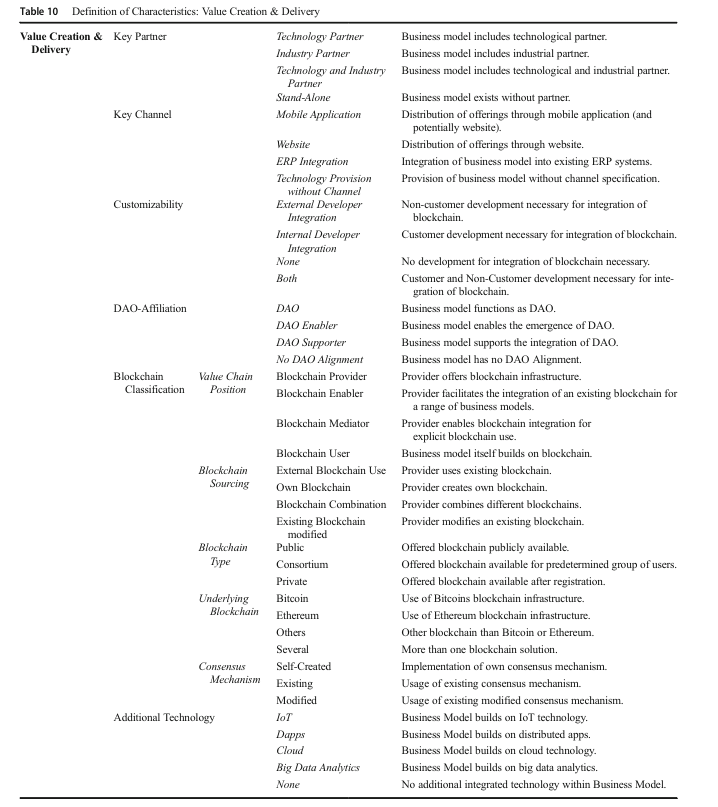 Table 10 Definition of Characteristics: Value Creation & Delivery
Value Creation & Key Partner Technology Partner Business model includes technological partner.
Delivery
Industry Partner Business model includes industrial partner.
Technology and Industry Business model includes technological and industrial partner.
Partner
Stand-Alone Business model exists without partner.
Key Channel Mobile Application Distribution of offerings through mobile application (and
potentially website).
Website Distribution of offerings through website.
ERP Integration Integration of business model into existing ERP systems.
Technology Provision Provision of business model without channel specification.
without Channel
Customizability External Developer Non-customer development necessary for integration of
Integration blockchain.
Internal Developer Customer development necessary for integration of blockchain.
Integration
None No development for integration of blockchain necessary.
Both Customer and Non-Customer development necessary for inte-
gration of blockchain.
DAO-Affiliation DAO Business model functions as DAO.
DAO Enabler Business model enables the emergence of DAO.
DAO Supporter Business model supports the integration of DAO.
No DAO Alignment Business model has no DAO Alignment.
Blockchain Value Chain Blockchain Provider Provider offers blockchain infrastructure.
Classification Position Blockchain Enabler Provider facilitates the integration of an existing blockchain for
a range of business models.
Blockchain Mediator Provider enables blockchain integration for
explicit blockchain use.
Blockchain User Business model itself builds on blockchain.
Blockchain External Blockchain Use Provider uses existing blockchain.
Sourcing Own Blockchain Provider creates own blockchain.
Blockchain Combination Provider combines different blockchains.
Existing Blockchain Provider modifies an existing blockchain.
modified
Blockchain Public Offered blockchain publicly available.
Type Consortium Offered blockchain available for predetermined group of users.
Private Offered blockchain available after registration.
Underlying Bitcoin Use of Bitcoins blockchain infrastructure.
Blockchain Ethereum Use of Ethereum blockchain infrastructure.
Others Other blockchain than Bitcoin or Ethereum.
Several More than one blockchain solution.
Consensus Self-Created Implementation of own consensus mechanism.
Mechanism Existing Usage of existing consensus mechanism.
Modified Usage of existing modified consensus mechanism.
Additional Technology IoT Business Model builds on IoT technology.
Dapps Business Model builds on distributed apps.
Cloud Business Model builds on cloud technology.
Big Data Analytics Business Model builds on big data analytics.
None No additional integrated technology within Business Model.